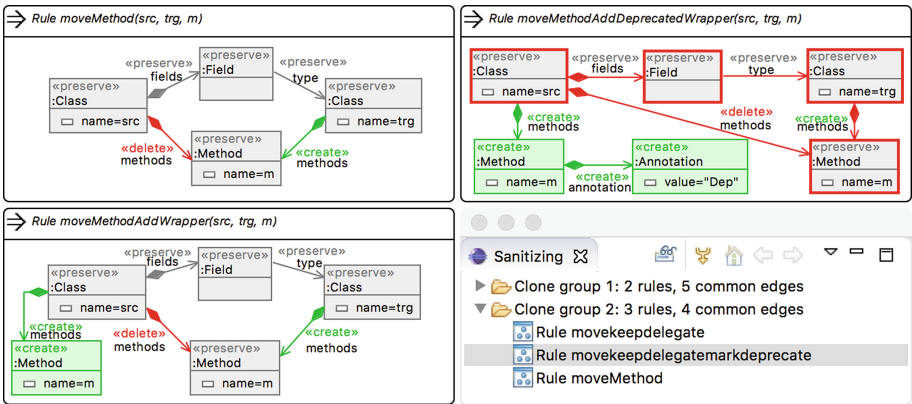 Rule moveMethod(src, trg, m)
«preserve»
:Field
«preserve»
fields
«preserve»
type
«preserve»
:Class
name=src
«preserve»
:Class
name=trg
«delete»
methods
«preserve»
:Method
name=m
«create»
methods
Rule moveMethodAddDeprecatedWrapper(src, trg, m)
«preserve»
:Class
name=src
«preserve»
fields
«preserve»
:Field
«preserve»
type
«preserve»
:Class
name=trg
«create»
methods
«delete»
methods
«create»
methods
«create»
:Method
name=m
«create»
annotation
«create»
:Annotation
value="Dep"
«preserve»
:Method
name=m
Rule moveMethodAddWrapper(src, trg, m)
«preserve»
fields
«preserve»
:Field
«preserve»
type
«preserve»
:Class
name=src
«preserve»
:Class
name=trg
«create»
methods
«delete»
methods
«create»
methods
«create»
:Method
name=m
«preserve»
:Method
name=m
Sanitizing
Clone group 1: 2 rules, 5 common edges
Clone group 2: 3 rules, 4 common edges
Rule movekeepdelegate
Rule movekeepdelegatemarkdeprecate
Rule moveMethod